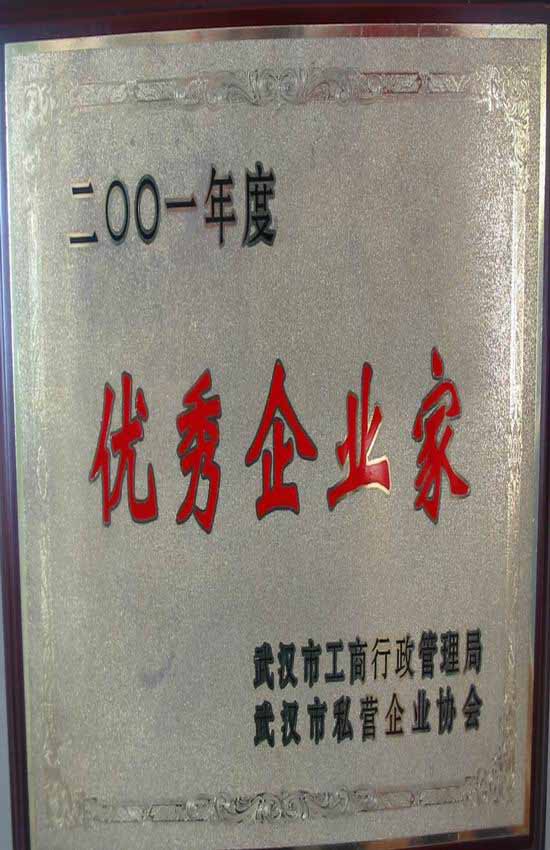 二〇〇一年度
优秀企业家
武汉市工商行政管理局
武汉市私营企业协会